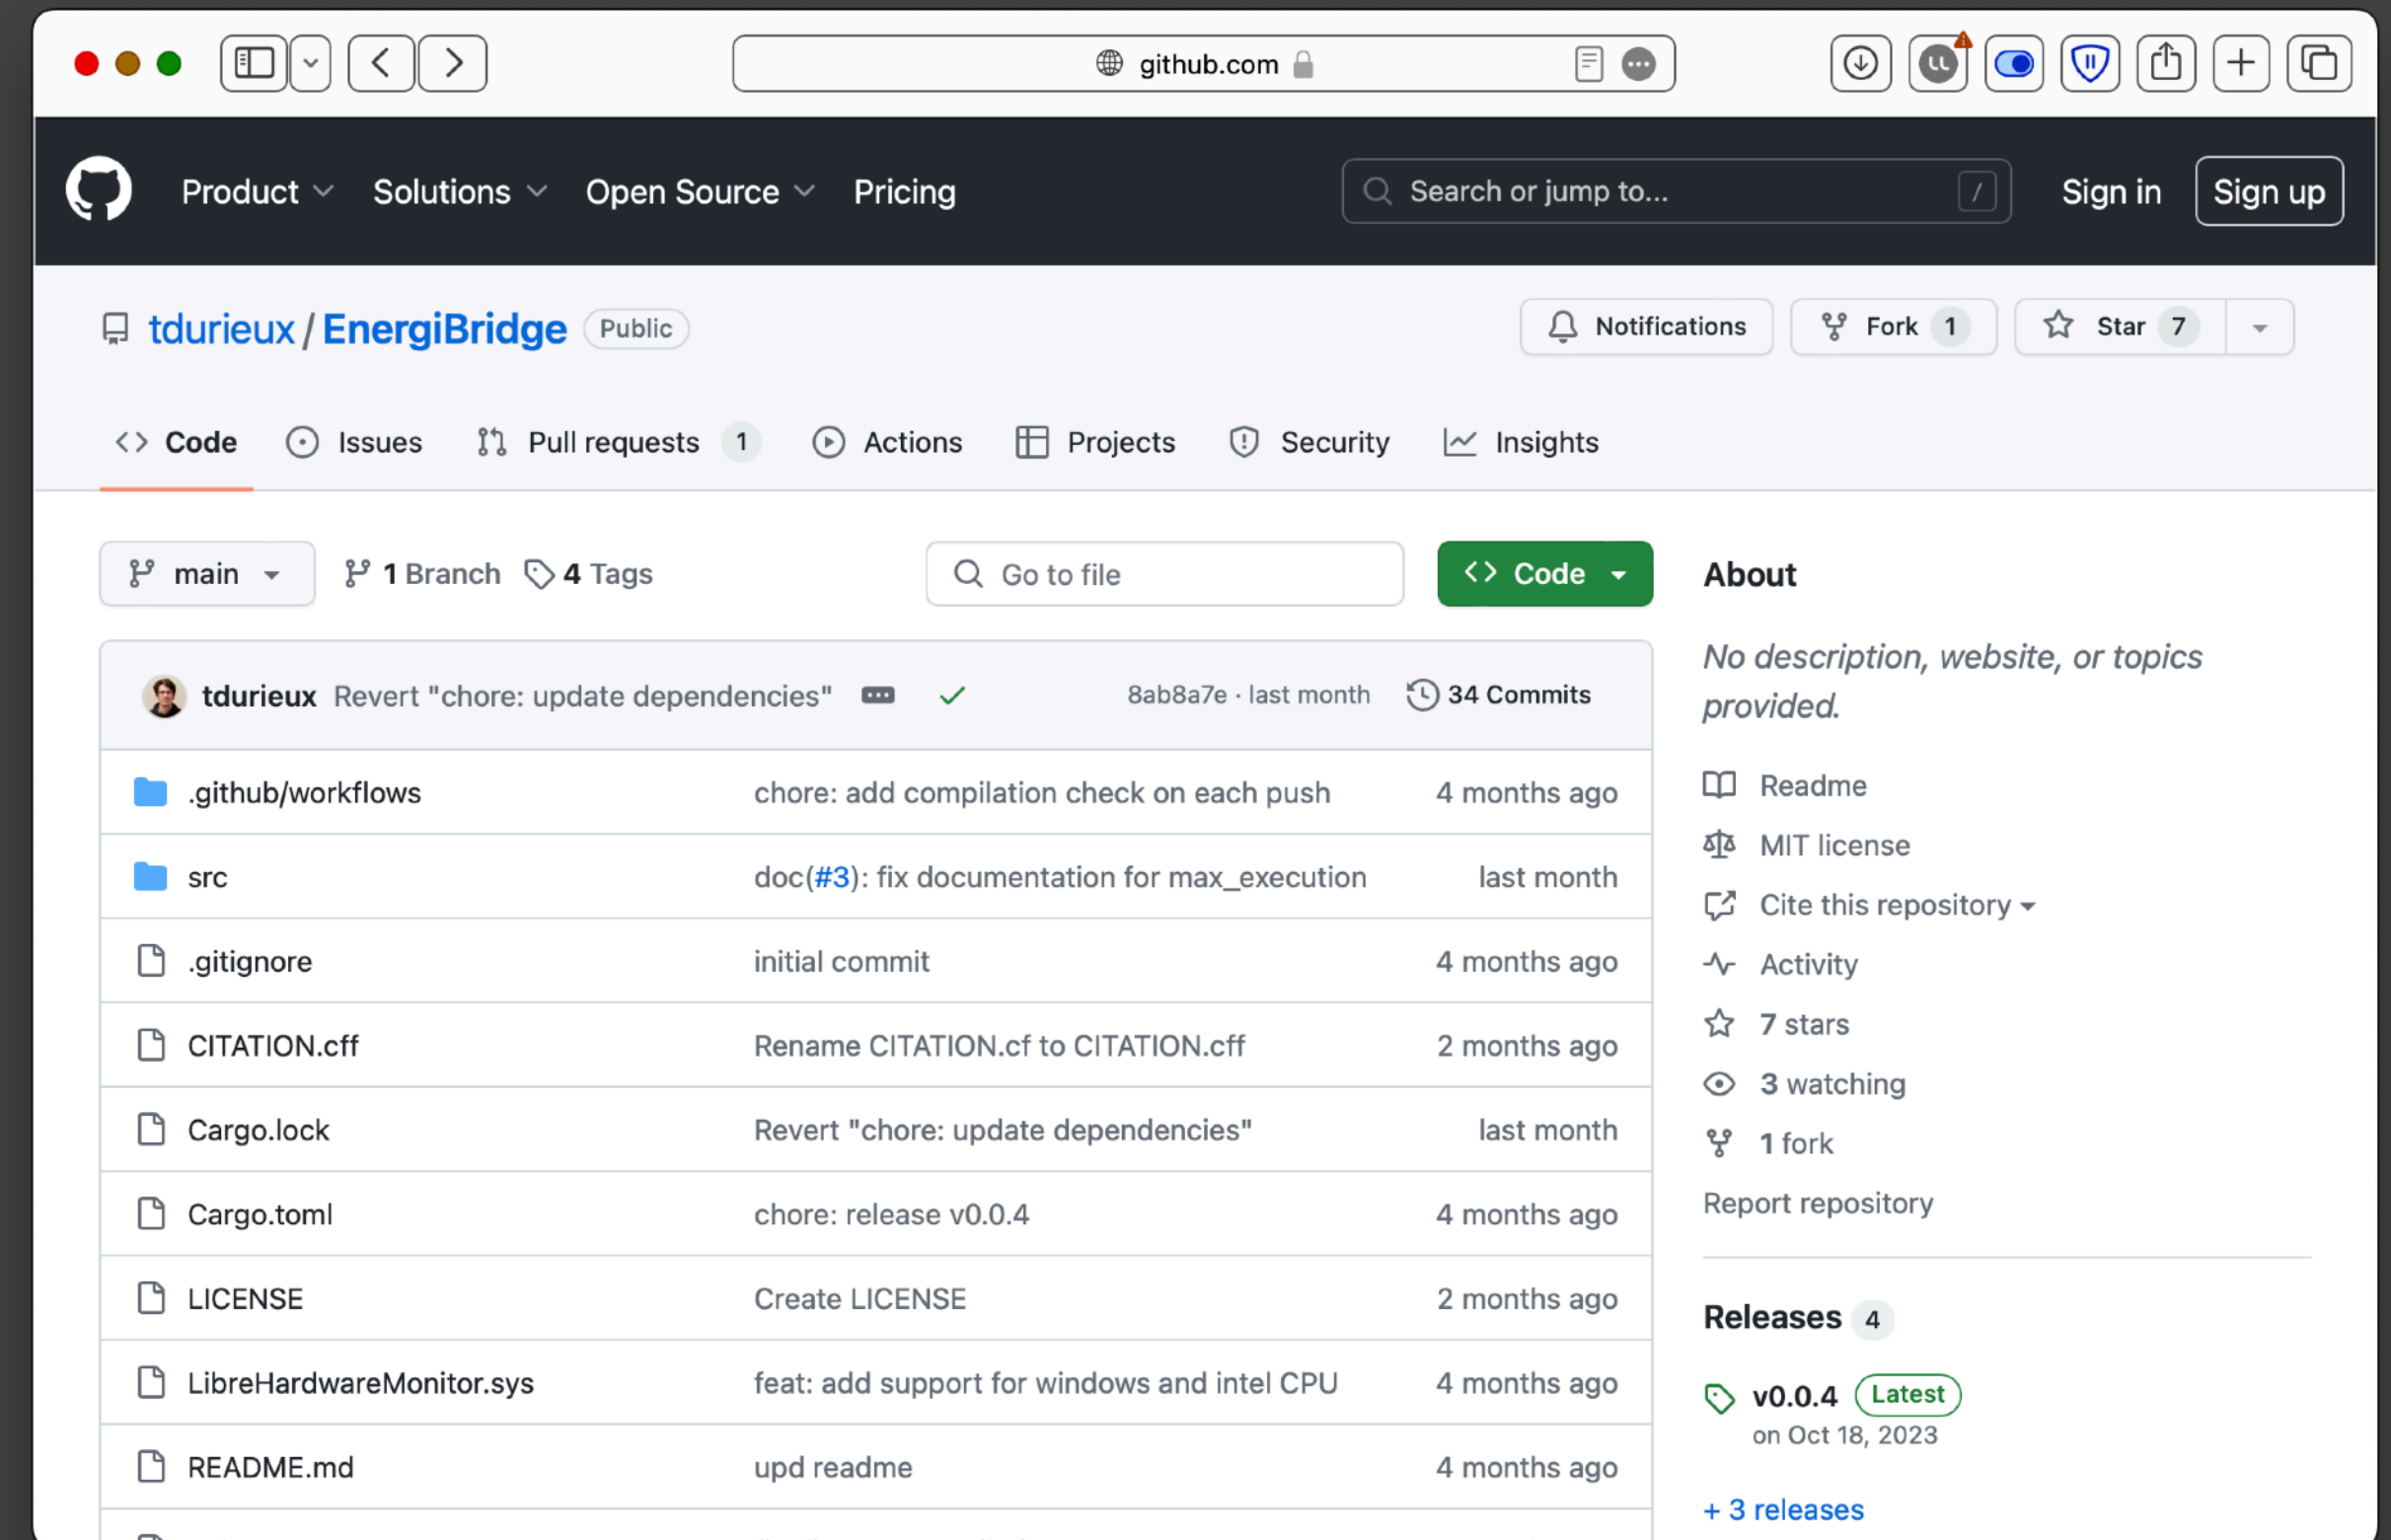 github.com
Product Solutions Open Source Pricing Search or jump to... / Sign in Sign up
tdurieux/EnergiBridge Public Notifications Fork 1 Star 7
Code Issues Pull requests 1 Actions Projects Security Insights
main 1 Branch 4 Tags Go to file Code
tdurieux Revert "chore: update dependencies" 8ab8a7e · last month 34 Commits
.github/workflows chore: add compilation check on each push 4 months ago
src doc(#3): fix documentation for max_execution last month
.gitignore initial commit 4 months ago
CITATION.cff Rename CITATION.cf to CITATION.cff 2 months ago
Cargo.lock Revert "chore: update dependencies" last month
Cargo.toml chore: release v0.0.4 4 months ago
LICENSE Create LICENSE 2 months ago
LibreHardwareMonitor.sys feat: add support for windows and intel CPU 4 months ago
README.md upd readme 4 months ago
About
No description, website, or topics
provided.
Readme
MIT license
Cite this repository
Activity
7 stars
3 watching
1 fork
Report repository
Releases 4
v0.0.4 Latest
on Oct 18, 2023
+ 3 releases